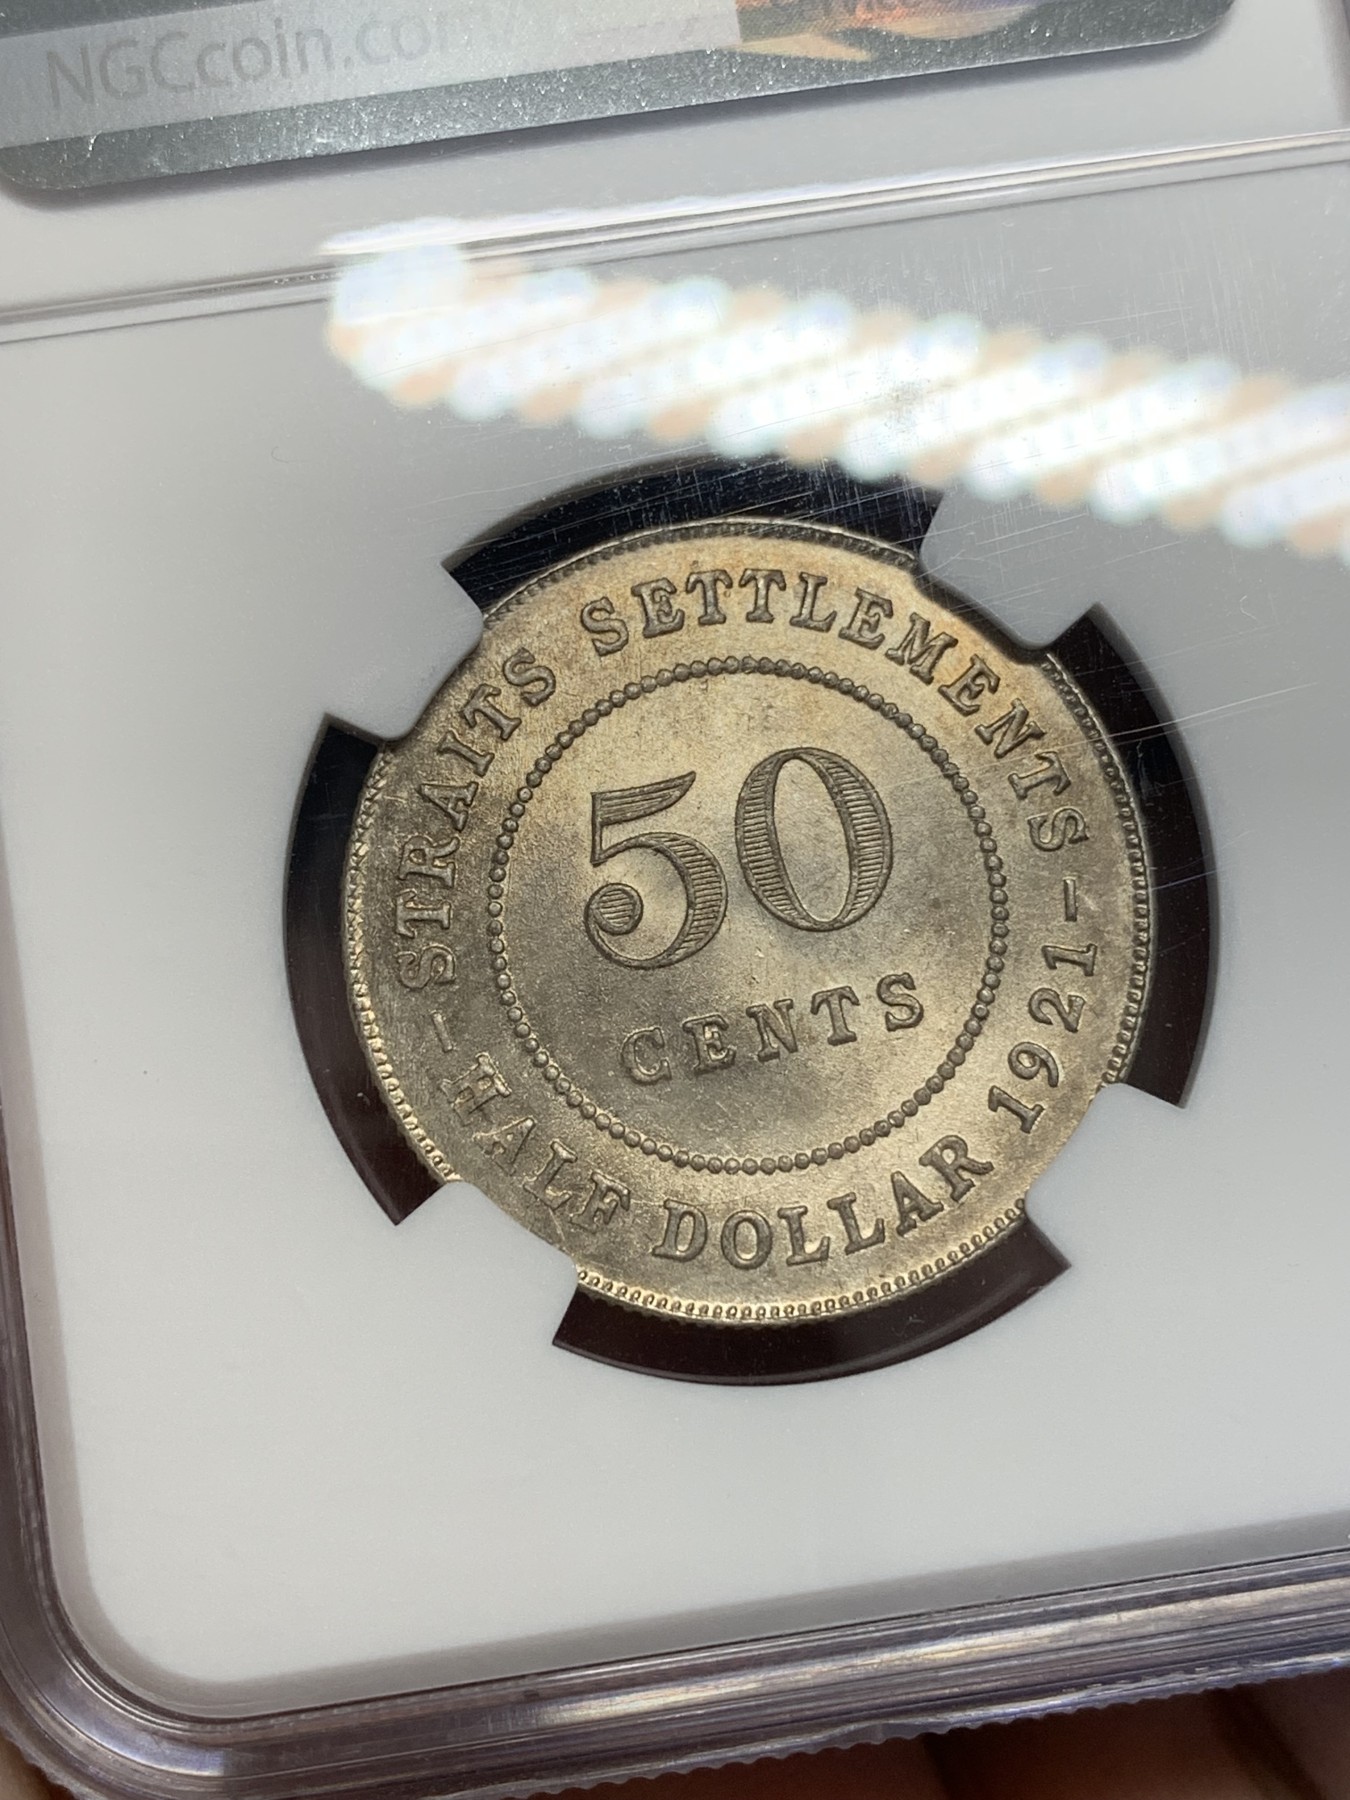 NGCcoin.com/
STRAITS SETTLEMENTS
50
CENTS
HALF DOLLAR 1921